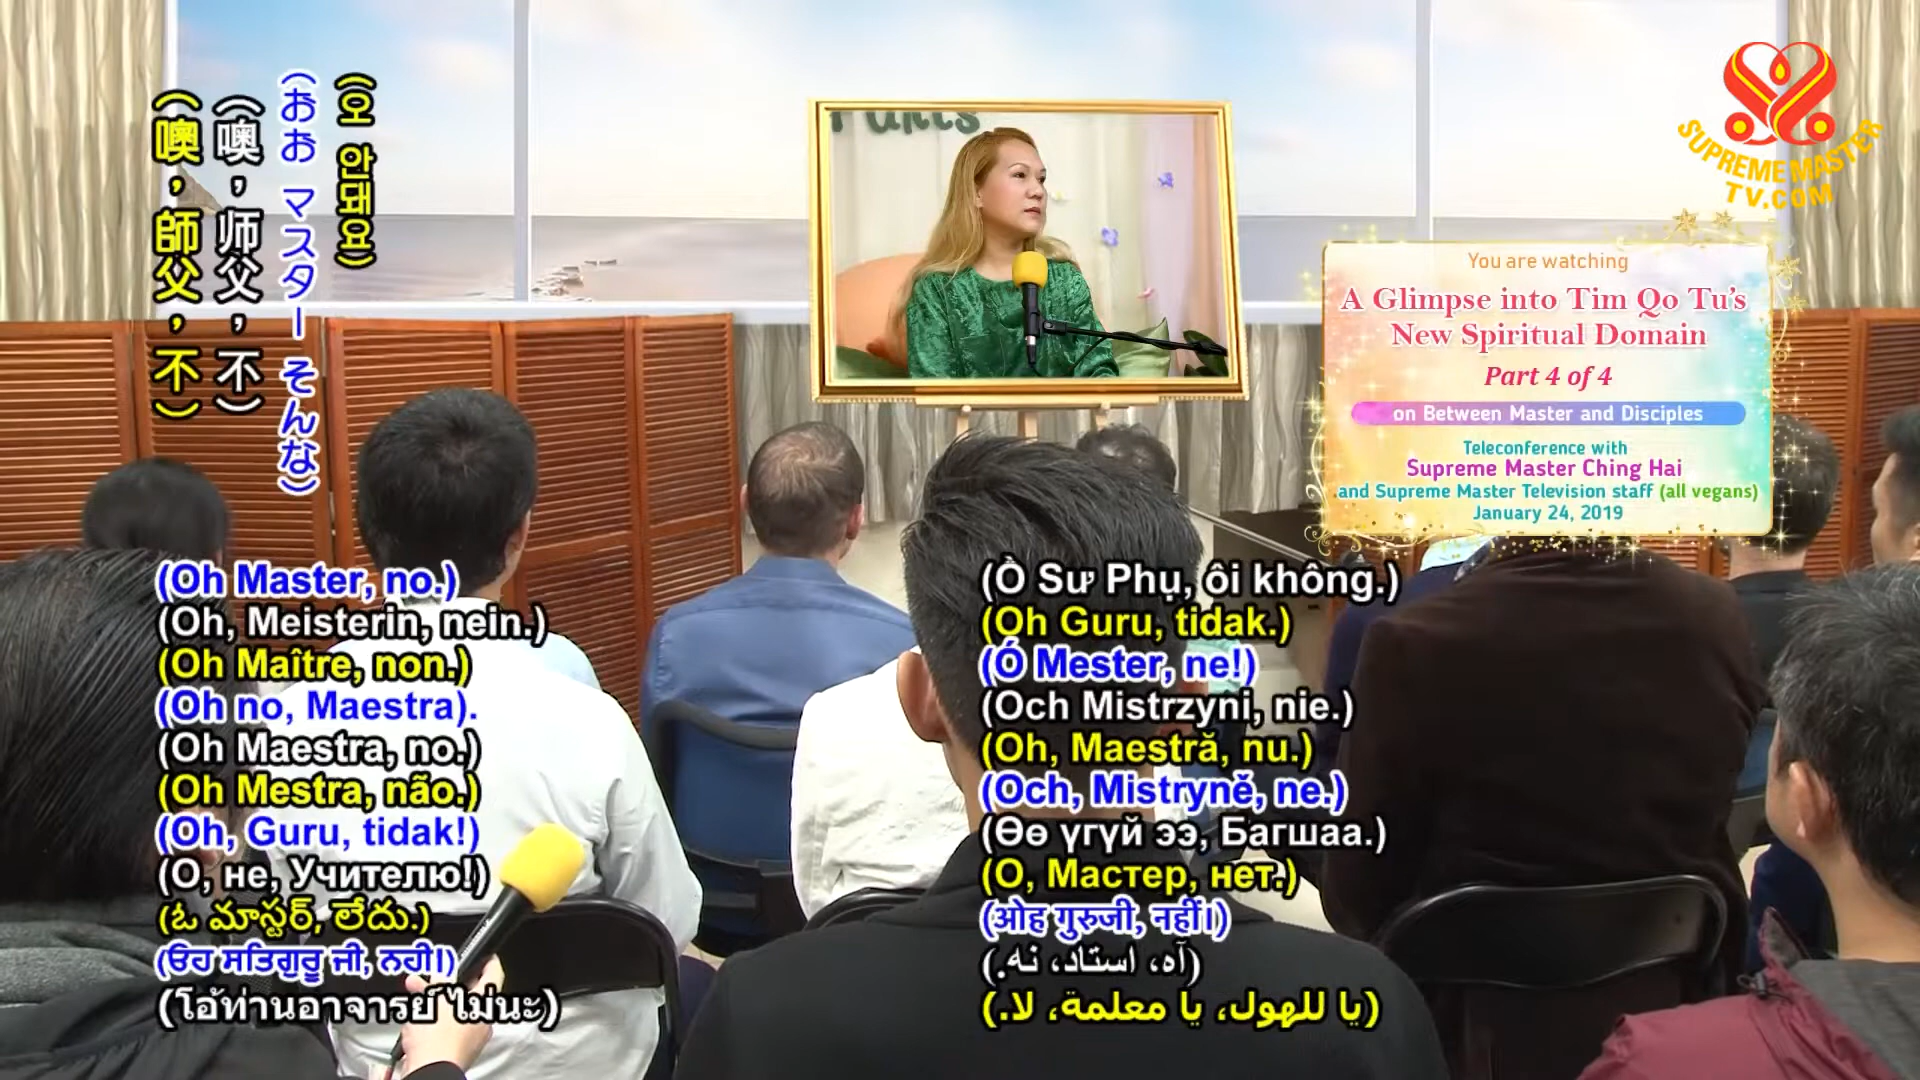 (噢，師父，不)
(噢，师父，不)
(おお マスター そんな)
(오 안돼여)
SUPREME MASTER
TV.COM
You are watching
A Glimpse into Tim Qo Tu's
New Spiritual Domain
Part 4 of 4
on Between Master and Disciples
Teleconference with
Supreme Master Ching Hai
and Supreme Master Television staff (all vegans)
January 24, 2019
(Oh Master, no.)
(Oh, Meisterin, nein.)
(Oh Maître, non.)
(Oh no, Maestra).
(Oh Maestra, no.)
(Oh Mestra, não.)
(Oh, Guru, tidak!)
(О, не, Учителю!)
(ఓ మాస్టర్, లేదు.)
(ਓਹ ਸਤਿਗੁਰੂ ਜੀ, ਨਹੀ।)
(โอ้ท่านอาจารย์ ไม่นะ)
(Ồ Sư Phụ, ôi không.)
(Oh Guru, tidak.)
(Ó Mester, ne!)
(Och Mistrzyni, nie.)
(Oh, Maestră, nu.)
(Och, Mistryně, ne.)
(Өө үгүй ээ, Багшаа.)
(О, Мастер, нет.)
(ओह गुरुजी, नहीं।)
(آه، استاد، نه.)
(يا للهول، يا معلمة، لا.)